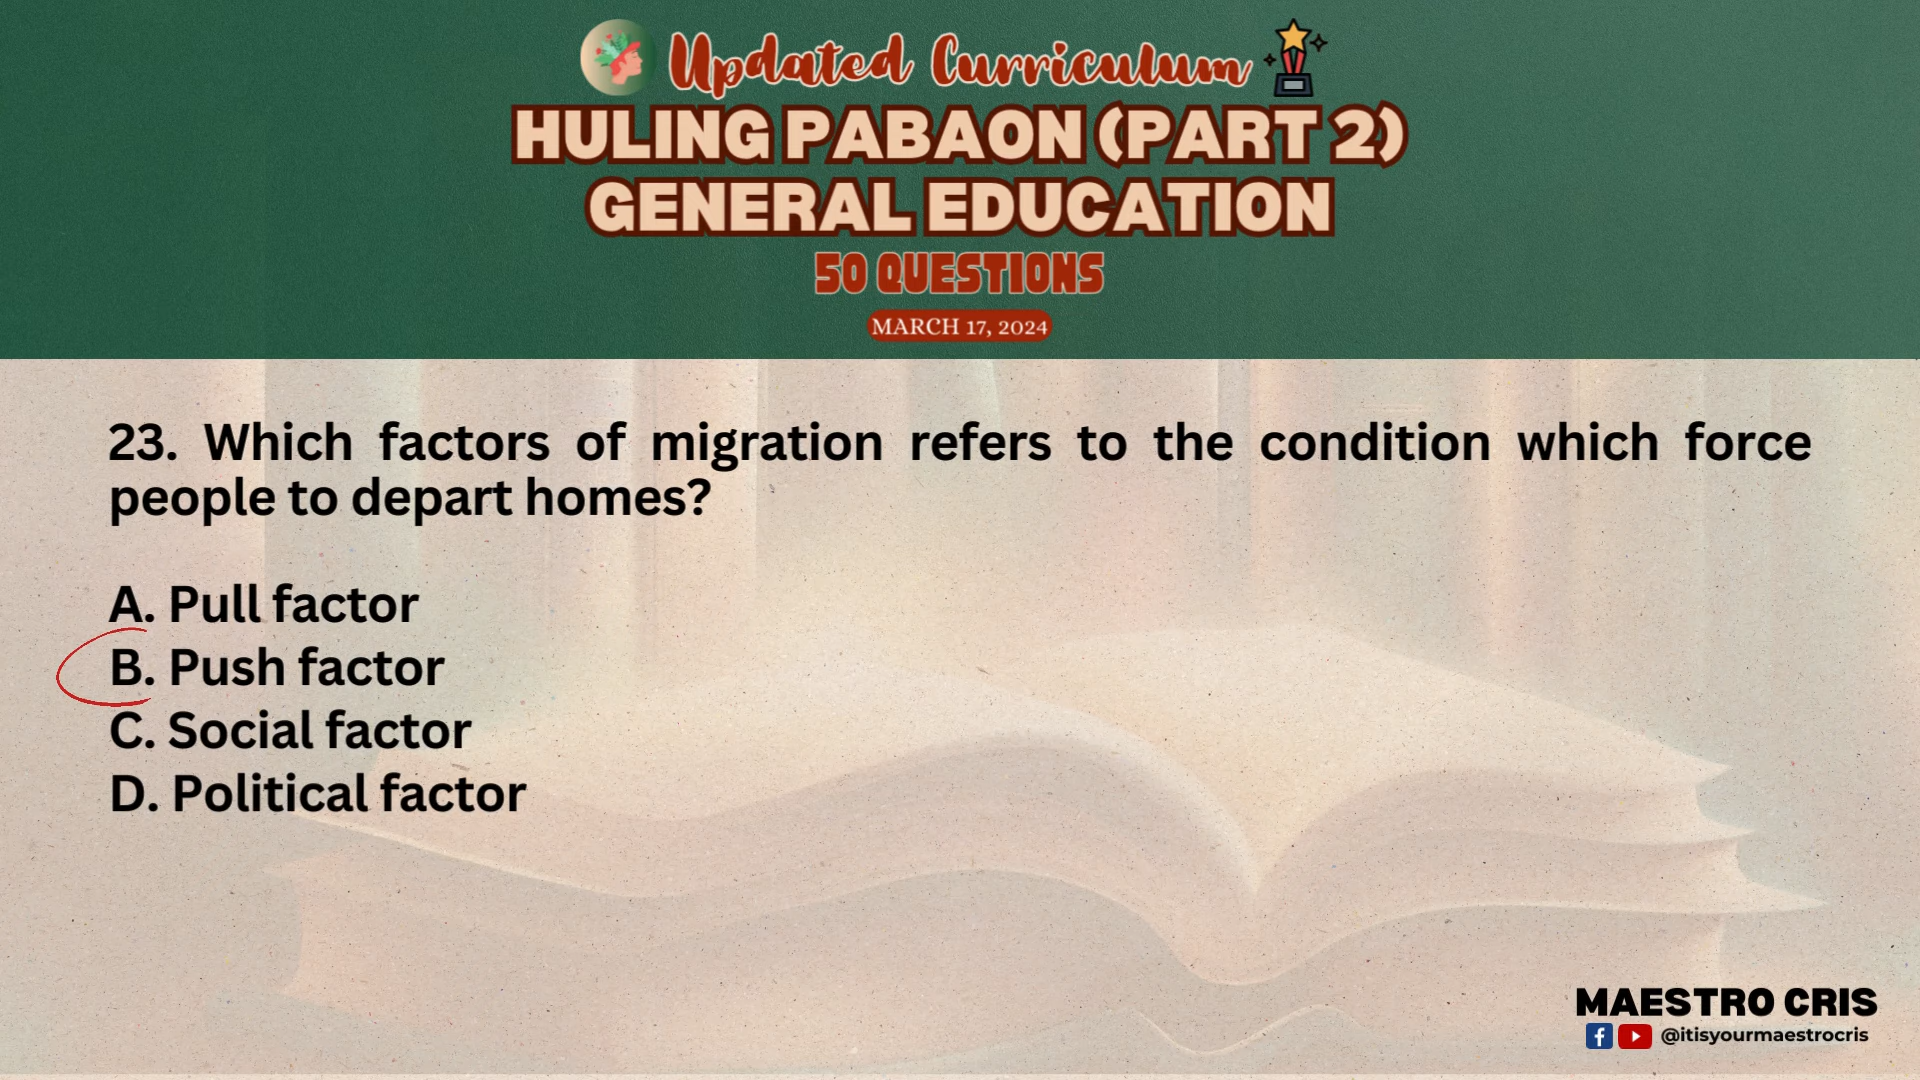 Updated Curriculum
HULING PABAON (PART 2)
GENERAL EDUCATION
50 QUESTIONS
MARCH 17, 2024
23. Which factors of migration refers to the condition which force
people to depart homes?
A. Pull factor
B. Push factor
C. Social factor
D. Political factor
MAESTRO CRIS
@itisyourmaestrocris